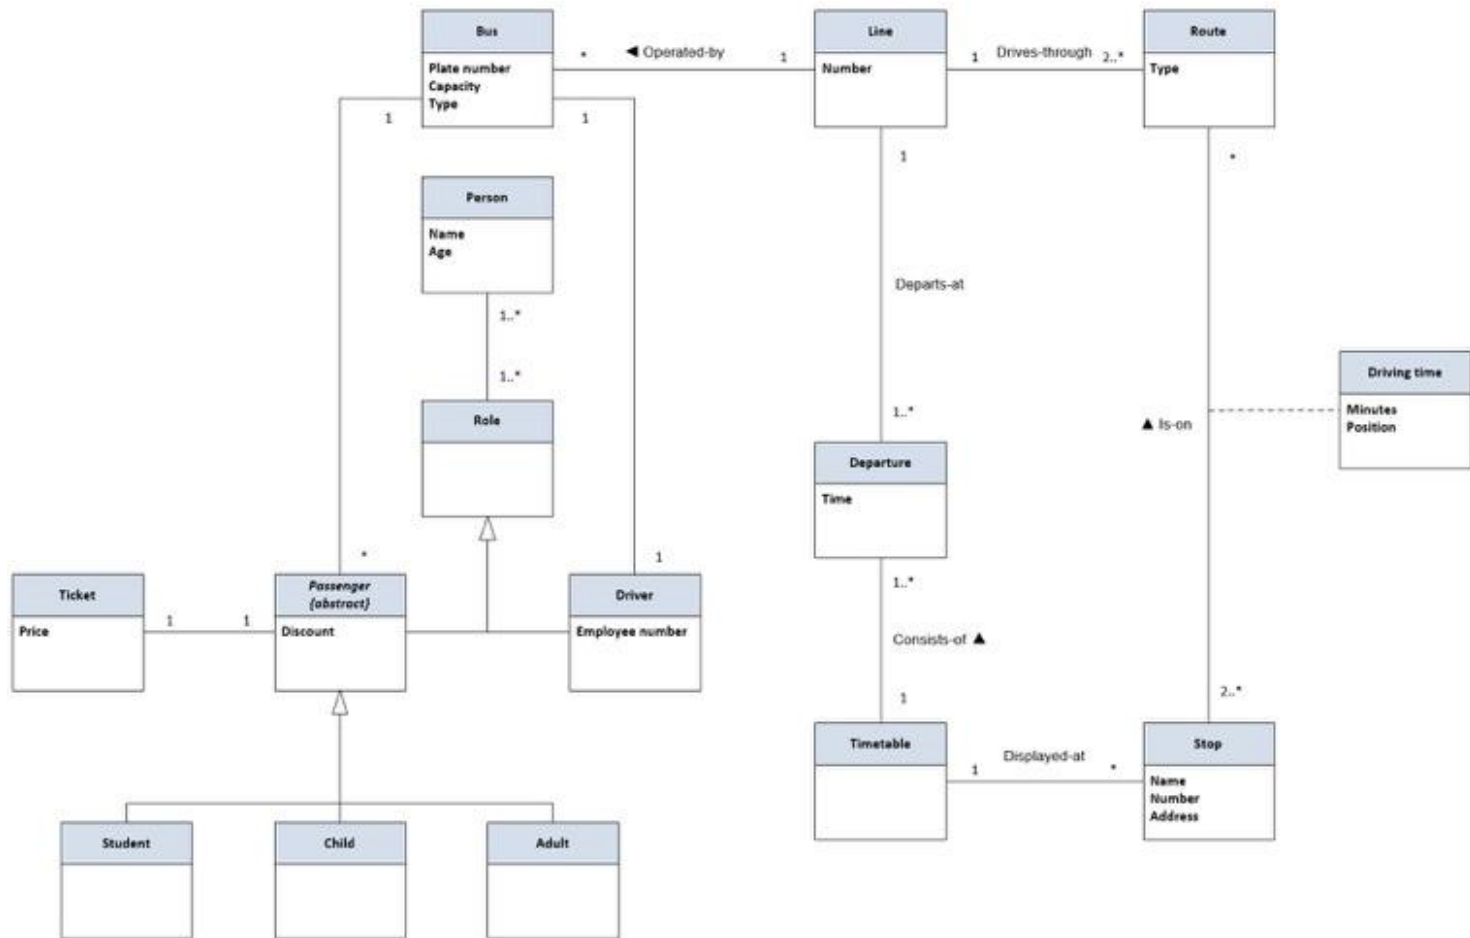 Bus
Plate number
Capacity
Type
* ◄ Operated-by 1
Line
Number
1 Drives-through 2..*
Route
Type
1
1
1
*
Person
Name
Age
1..*
1..*
Role
Departs-at
1..*
Departure
Time
▲ Is-on
Driving time
Minutes
Position
*
1
Ticket
Price
1 1
Passenger
{abstract}
Discount
Driver
Employee number
1..*
Consists-of ▲
1
2..*
Timetable
1 Displayed-at *
Stop
Name
Number
Address
Student
Child
Adult